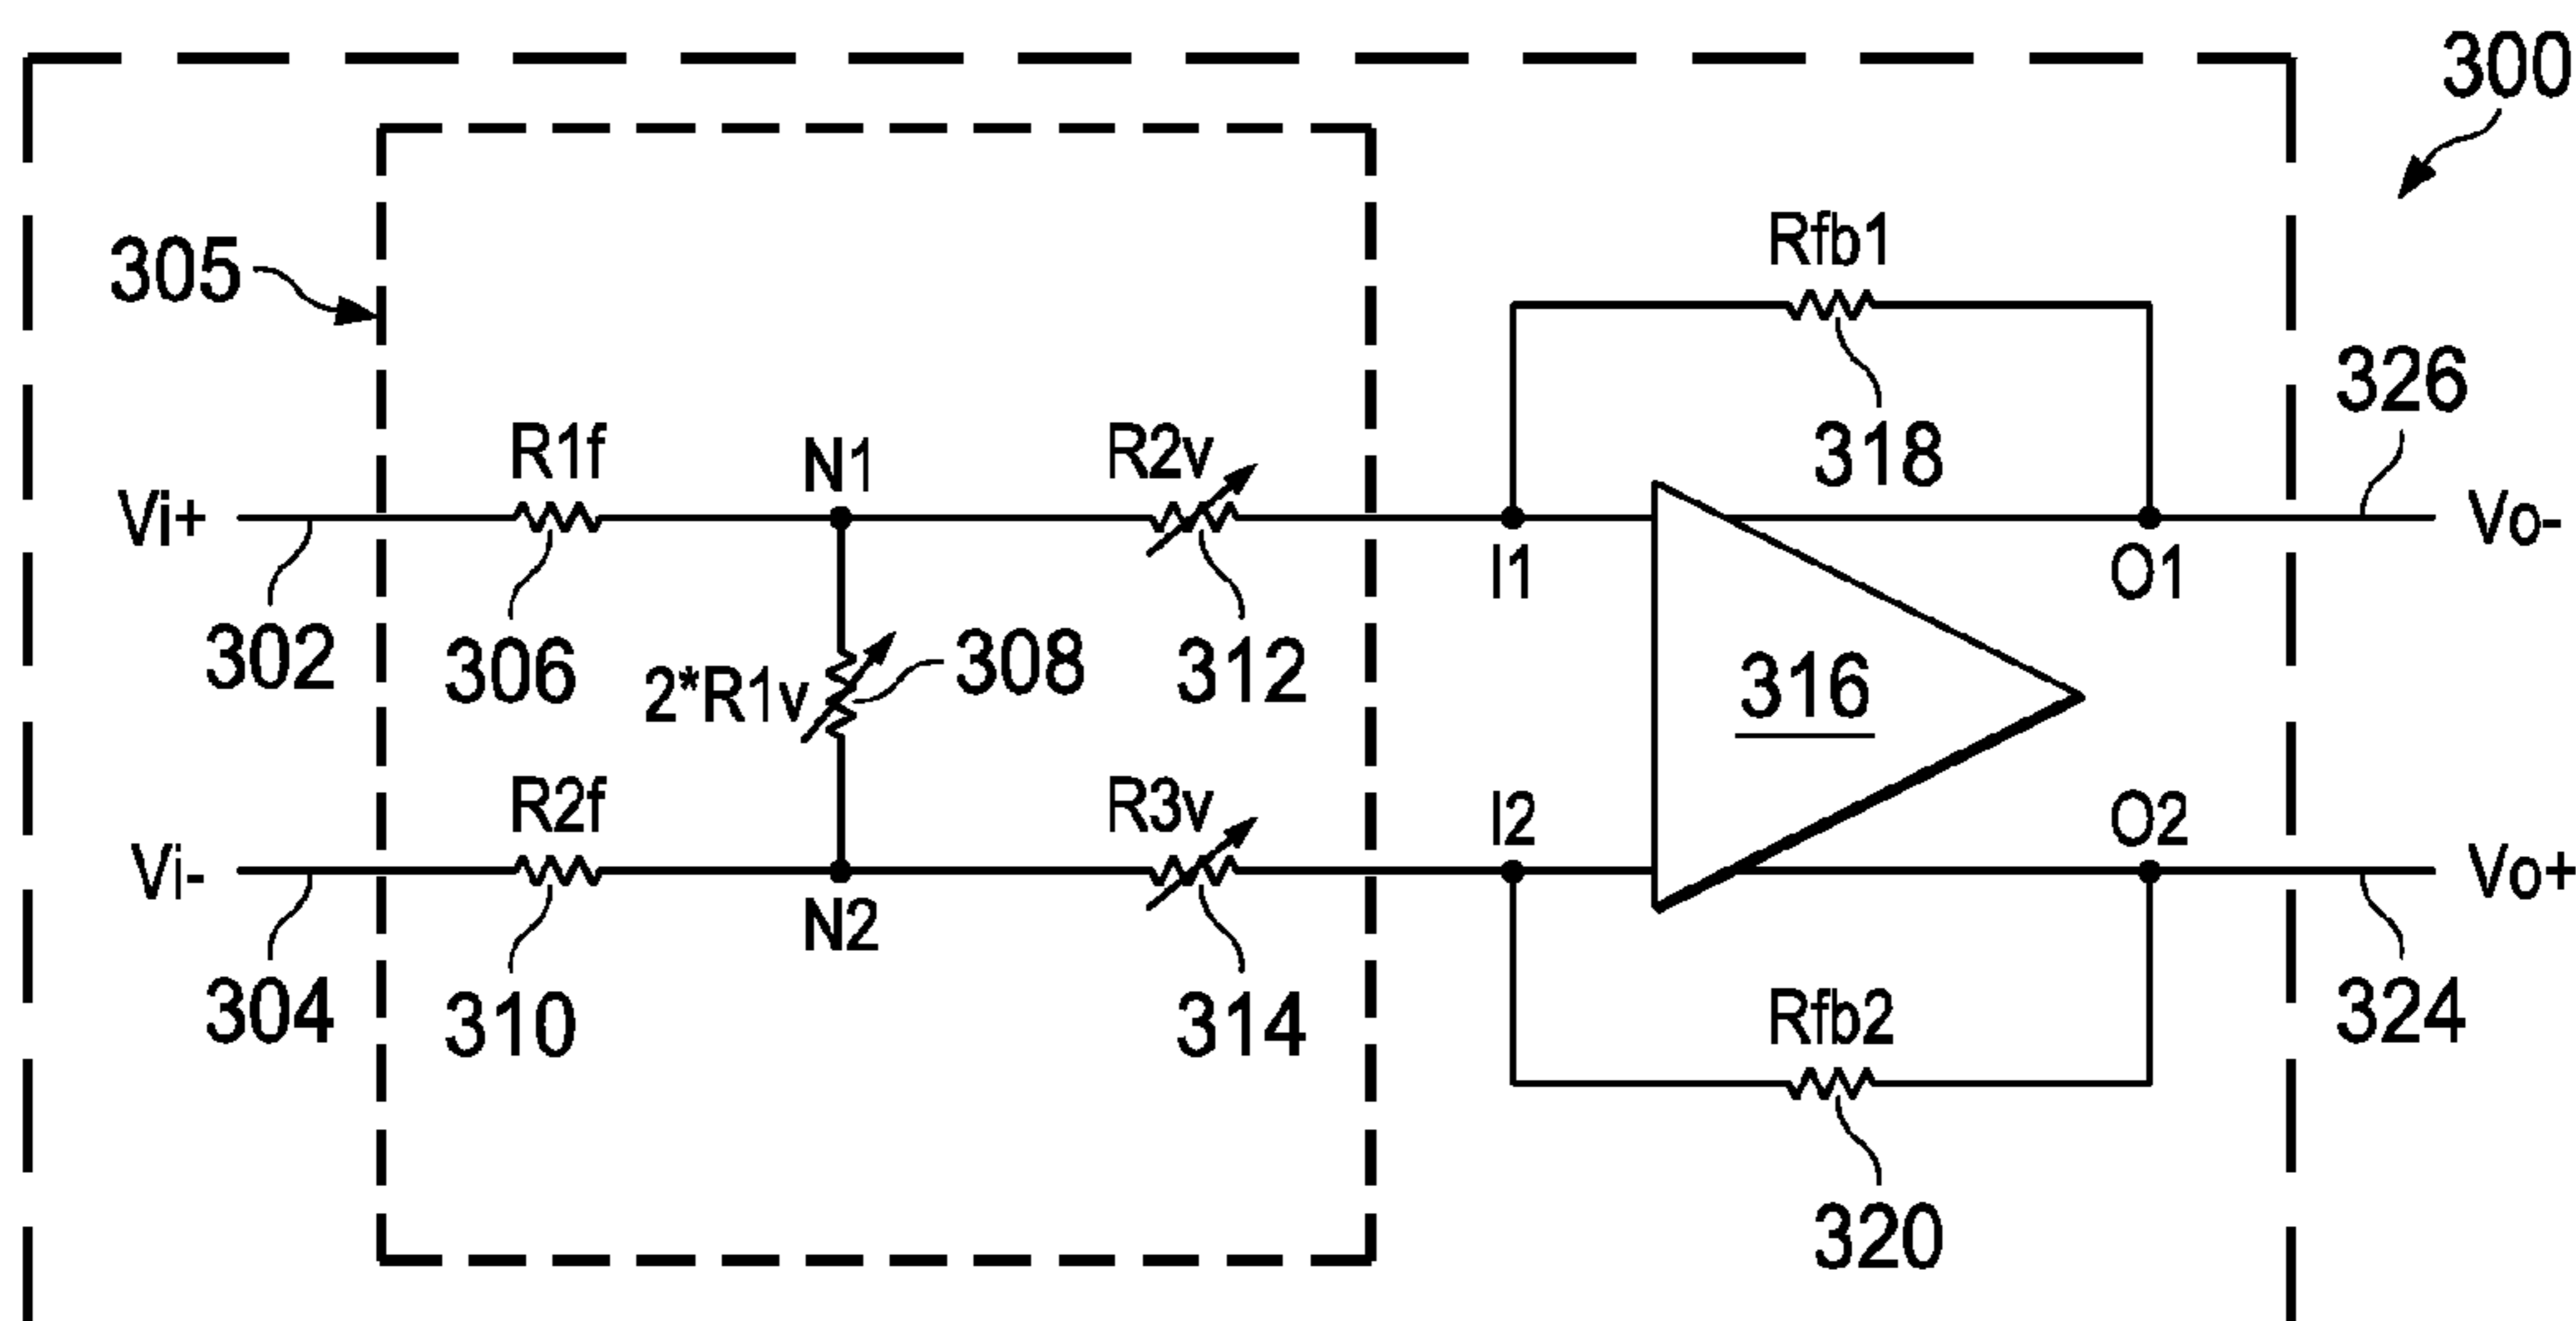 300
305
Rfb1
318
326
R1f
N1
R2v
Vi+
I1
O1
Vo-
302
306
2*R1v
308
312
316
R2f
R3v
I2
O2
Vi-
N2
Vo+
304
310
314
Rfb2
324
320